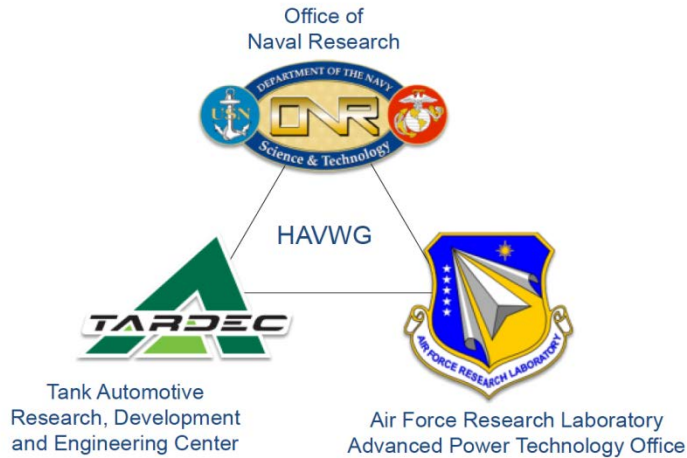 Office of
Naval Research
DEPARTMENT OF THE NAVY
USN
ONR
Science & Technology
HAVWG
TARDEC
AIR FORCE RESEARCH LABORATORY
Tank Automotive
Research, Development
and Engineering Center
Air Force Research Laboratory
Advanced Power Technology Office